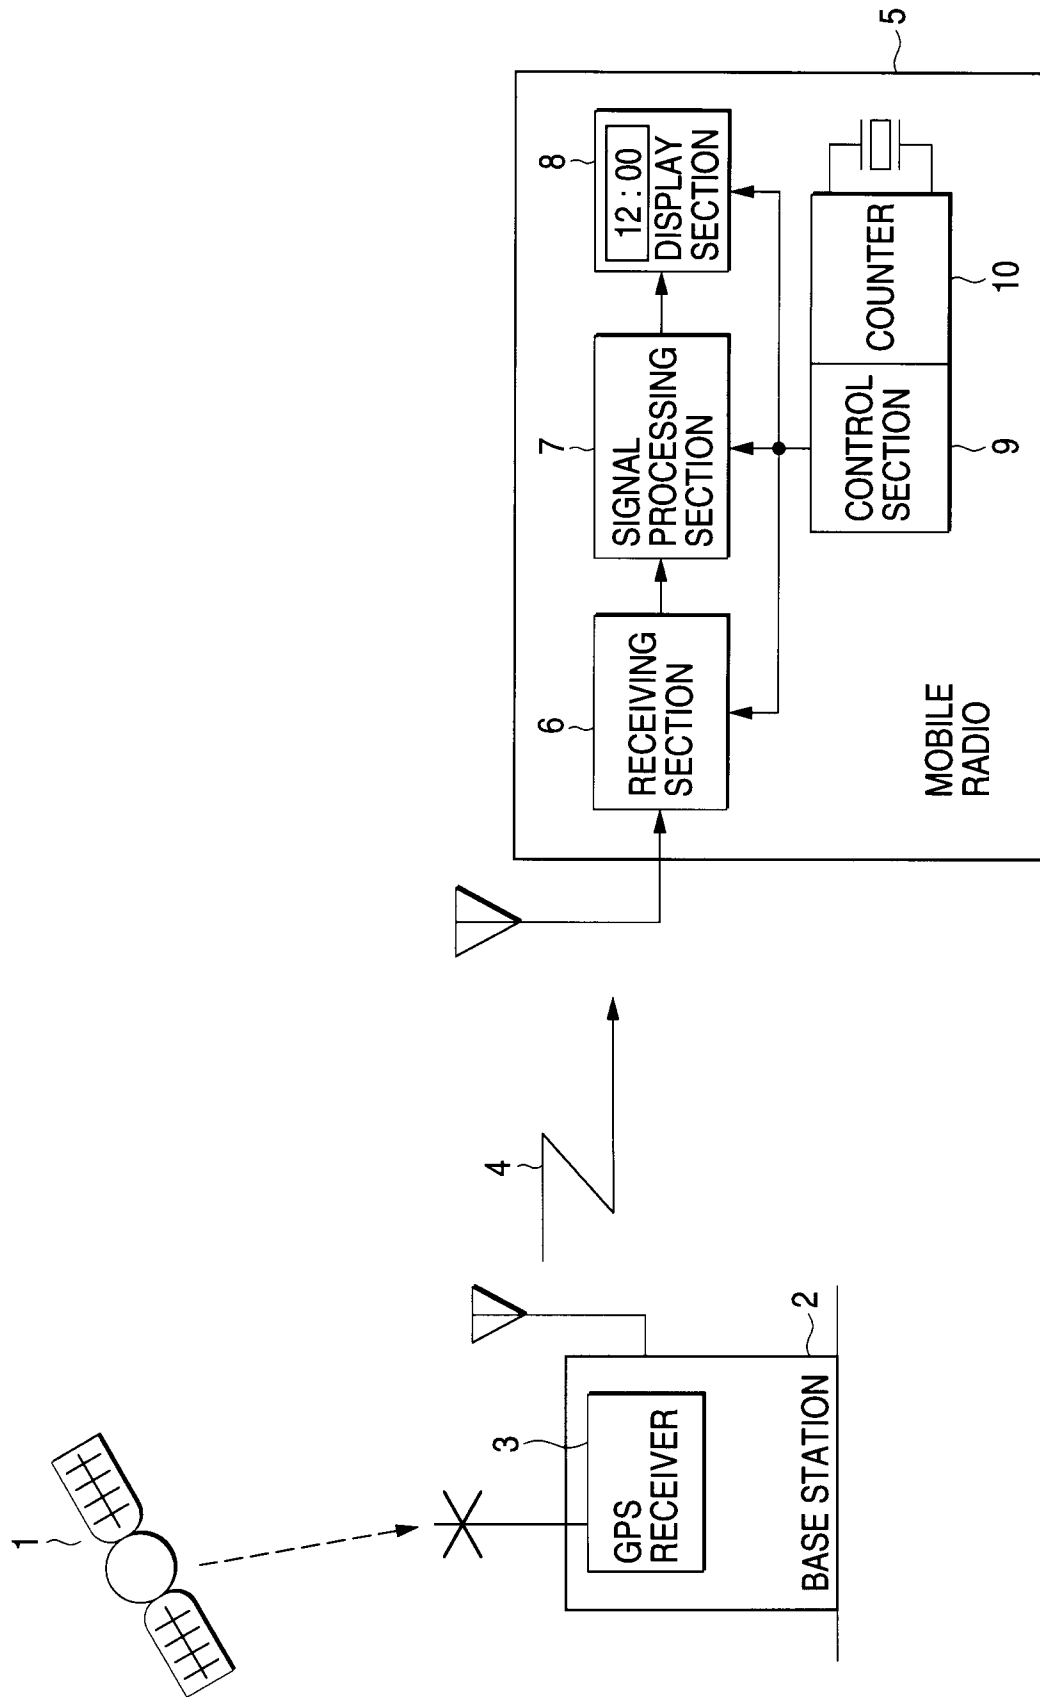 1
3
GPS
RECEIVER
BASE STATION
2
4
5
6
RECEIVING
SECTION
7
SIGNAL
PROCESSING
SECTION
8
12 : 00
DISPLAY
SECTION
CONTROL
SECTION
9
COUNTER
10
MOBILE
RADIO